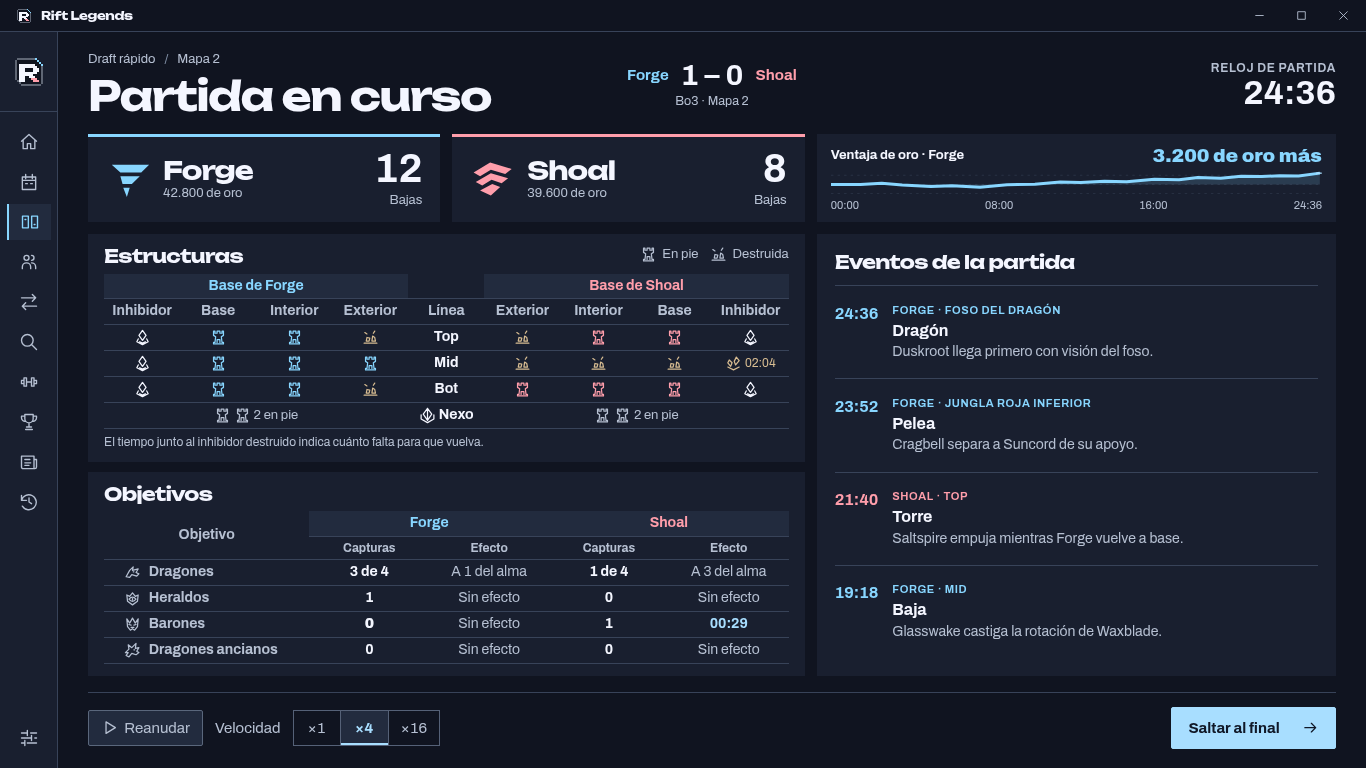 Rift Legends
Draft rápido / Mapa 2
Partida en curso
Forge 1 – 0 Shoal
Bo3 · Mapa 2
RELOJ DE PARTIDA
24:36
Forge
42.800 de oro
12
Bajas
Shoal
39.600 de oro
8
Bajas
Ventaja de oro · Forge
3.200 de oro más
00:00 08:00 16:00 24:36
Estructuras
En pie Destruida
Base de Forge Base de Shoal
Inhibidor Base Interior Exterior Línea Exterior Interior Base Inhibidor
Top
Mid 02:04
Bot
2 en pie Nexo 2 en pie
El tiempo junto al inhibidor destruido indica cuánto falta para que vuelva.
Objetivos
Objetivo Forge Shoal
Capturas Efecto Capturas Efecto
Dragones 3 de 4 A 1 del alma 1 de 4 A 3 del alma
Heraldos 1 Sin efecto 0 Sin efecto
Barones 0 Sin efecto 1 00:29
Dragones ancianos 0 Sin efecto 0 Sin efecto
Eventos de la partida
24:36 FORGE · FOSO DEL DRAGÓN
Dragón
Duskroot llega primero con visión del foso.
23:52 FORGE · JUNGLA ROJA INFERIOR
Pelea
Cragbell separa a Suncord de su apoyo.
21:40 SHOAL · TOP
Torre
Saltspire empuja mientras Forge vuelve a base.
19:18 FORGE · MID
Baja
Glasswake castiga la rotación de Waxblade.
Reanudar Velocidad ×1 ×4 ×16
Saltar al final